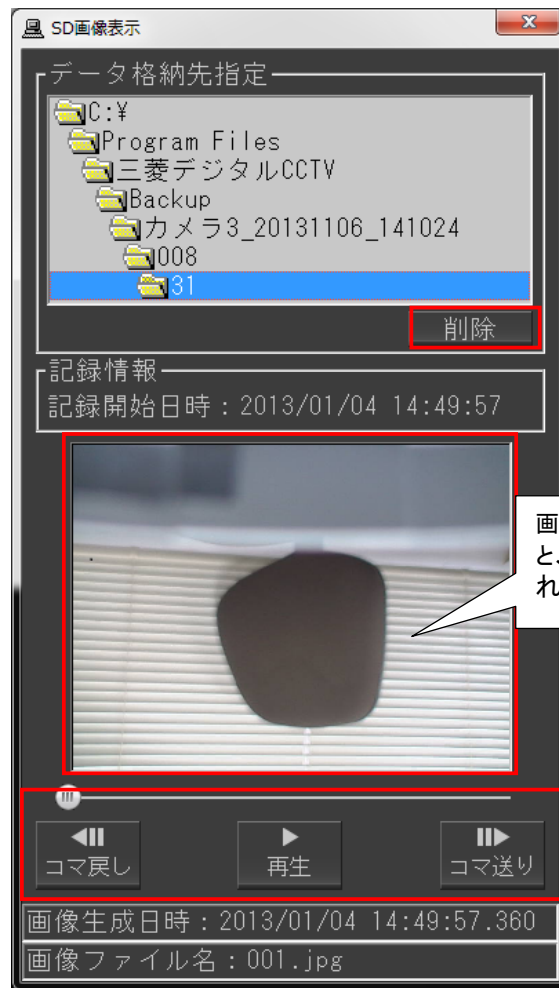 SD画像表示
データ格納先指定
C:¥
Program Files
三菱デジタルCCTV
Backup
カメラ3_20131106_141024
008
31
削除
記録情報
記録開始日時：2013/01/04 14:49:57
画
と、
れ
コマ戻し
再生
コマ送り
画像生成日時：2013/01/04 14:49:57.360
画像ファイル名：001.jpg